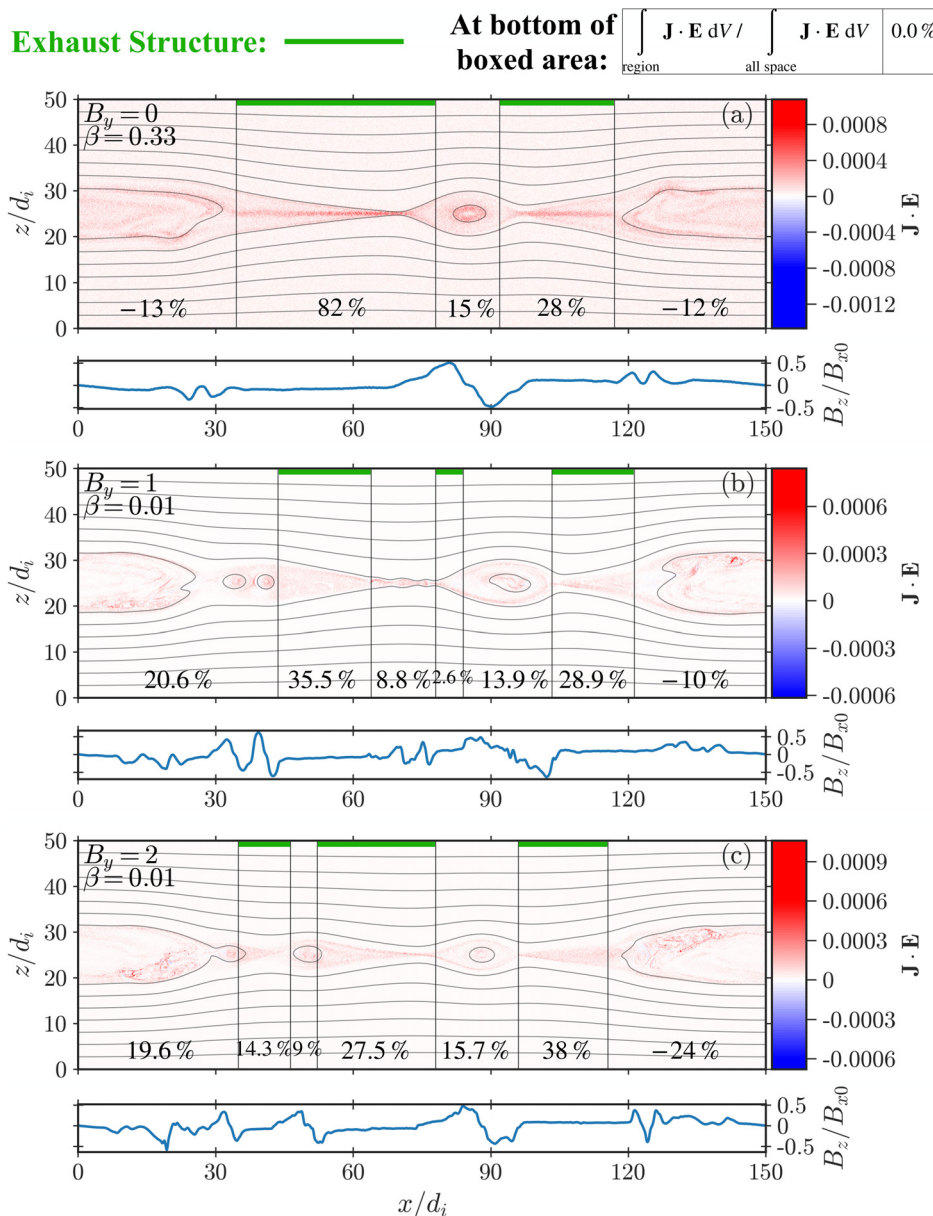 Exhaust Structure:
At bottom of
boxed area:
∫ J · E dV / ∫ J · E dV 0.0 %
region all space
50
40
30
20
10
0
z/d_i
B_y = 0
β = 0.33
(a)
−13 % 82 % 15 % 28 % −12 %
0.0008
0.0004
0
-0.0004
-0.0008
-0.0012
J · E
0.5
0
-0.5
B_z/B_{x0}
0 30 60 90 120 150
50
40
30
20
10
0
z/d_i
B_y = 1
β = 0.01
(b)
20.6 % 35.5 % 8.8 % 2.6 % 13.9 % 28.9 % −10 %
0.0006
0.0003
0
-0.0003
-0.0006
J · E
0.5
0
-0.5
B_z/B_{x0}
0 30 60 90 120 150
50
40
30
20
10
0
z/d_i
B_y = 2
β = 0.01
(c)
19.6 % 14.3 % 9 % 27.5 % 15.7 % 38 % −24 %
0.0009
0.0006
0.0003
0
-0.0003
-0.0006
J · E
0.5
0
-0.5
B_z/B_{x0}
0 30 60 90 120 150
x/d_i